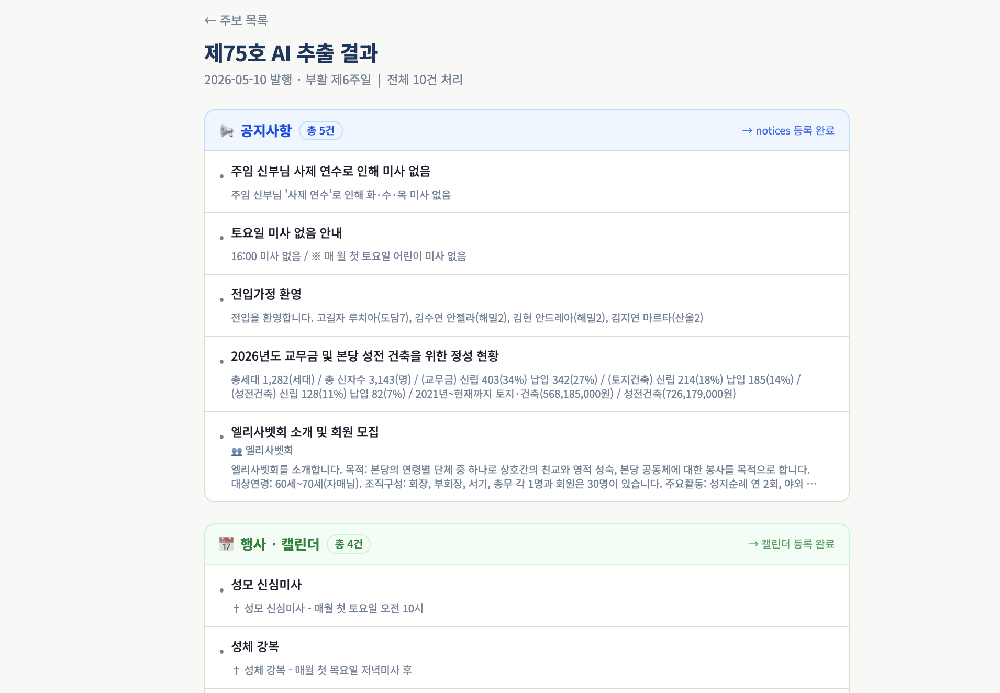 ← 주보 목록
제75호 AI 추출 결과
2026-05-10 발행 · 부활 제6주일 | 전체 10건 처리
공지사항 총 5건 → notices 등록 완료
• 주임 신부님 사제 연수로 인해 미사 없음
주임 신부님 '사제 연수'로 인해 화·수·목 미사 없음
• 토요일 미사 없음 안내
16:00 미사 없음 / ※ 매 월 첫 토요일 어린이 미사 없음
• 전입가정 환영
전입을 환영합니다. 고길자 루치아(도담7), 김수연 안젤라(해밀2), 김현 안드레아(해밀2), 김지연 마르타(산울2)
• 2026년도 교무금 및 본당 성전 건축을 위한 정성 현황
총세대 1,282(세대) / 총 신자수 3,143(명) / (교무금) 신립 403(34%) 납입 342(27%) / (토지건축) 신립 214(18%) 납입 185(14%) /
(성전건축) 신립 128(11%) 납입 82(7%) / 2021년~현재까지 토지·건축(568,185,000원) / 성전건축(726,179,000원)
• 엘리사벳회 소개 및 회원 모집
엘리사벳회
엘리사벳회를 소개합니다. 목적: 본당의 연령별 단체 중 하나로 상호간의 친교와 영적 성숙, 본당 공동체에 대한 봉사를 목적으로 합니다.
대상연령: 60세~70세(자매님). 조직구성: 회장, 부회장, 서기, 총무 각 1명과 회원은 30명이 있습니다. 주요활동: 성지순례 연 2회, 야외 …
17 행사 · 캘린더 총 4건 → 캘린더 등록 완료
• 성모 신심미사
† 성모 신심미사 - 매월 첫 토요일 오전 10시
• 성체 강복
† 성체 강복 - 매월 첫 목요일 저녁미사 후